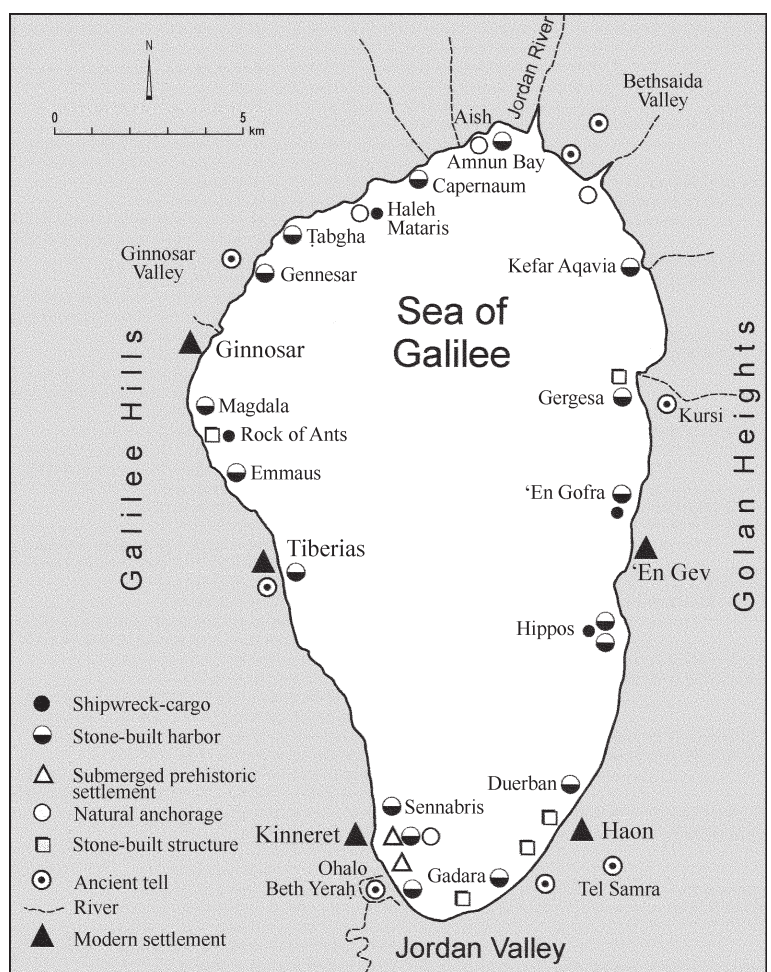 N
0 5
km
Jordan River
Bethsaida
Valley
Aish
Amnun Bay
Capernaum
Haleh
Mataris
Ṭabgha
Ginnosar
Valley
Gennesar
Kefar Aqavia
Sea of
Galilee
Ginnosar
Galilee Hills
Golan Heights
Magdala
Gergesa
Kursi
Rock of Ants
Emmaus
‘En Gofra
Tiberias
‘En Gev
Hippos
Shipwreck-cargo
Stone-built harbor
Submerged prehistoric
settlement
Natural anchorage
Stone-built structure
Ancient tell
River
Modern settlement
Duerban
Sennabris
Kinneret
Haon
Ohalo
Beth Yerah
Gadara
Tel Samra
Jordan Valley